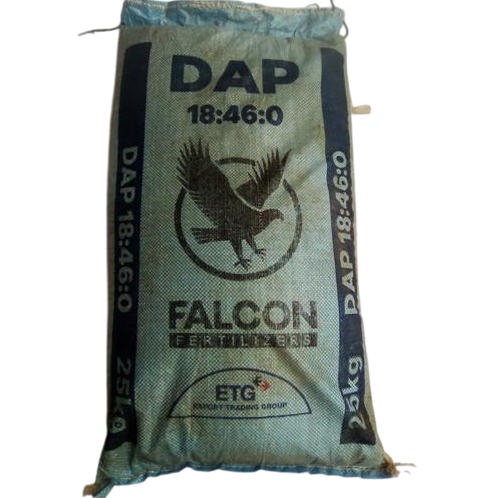 DAP
18:46:0
FALCON
FERTILIZERS
ETG
EXPORT TRADING GROUP
DAP 18:46:0
25kg
DAP 18:46:0
25kg